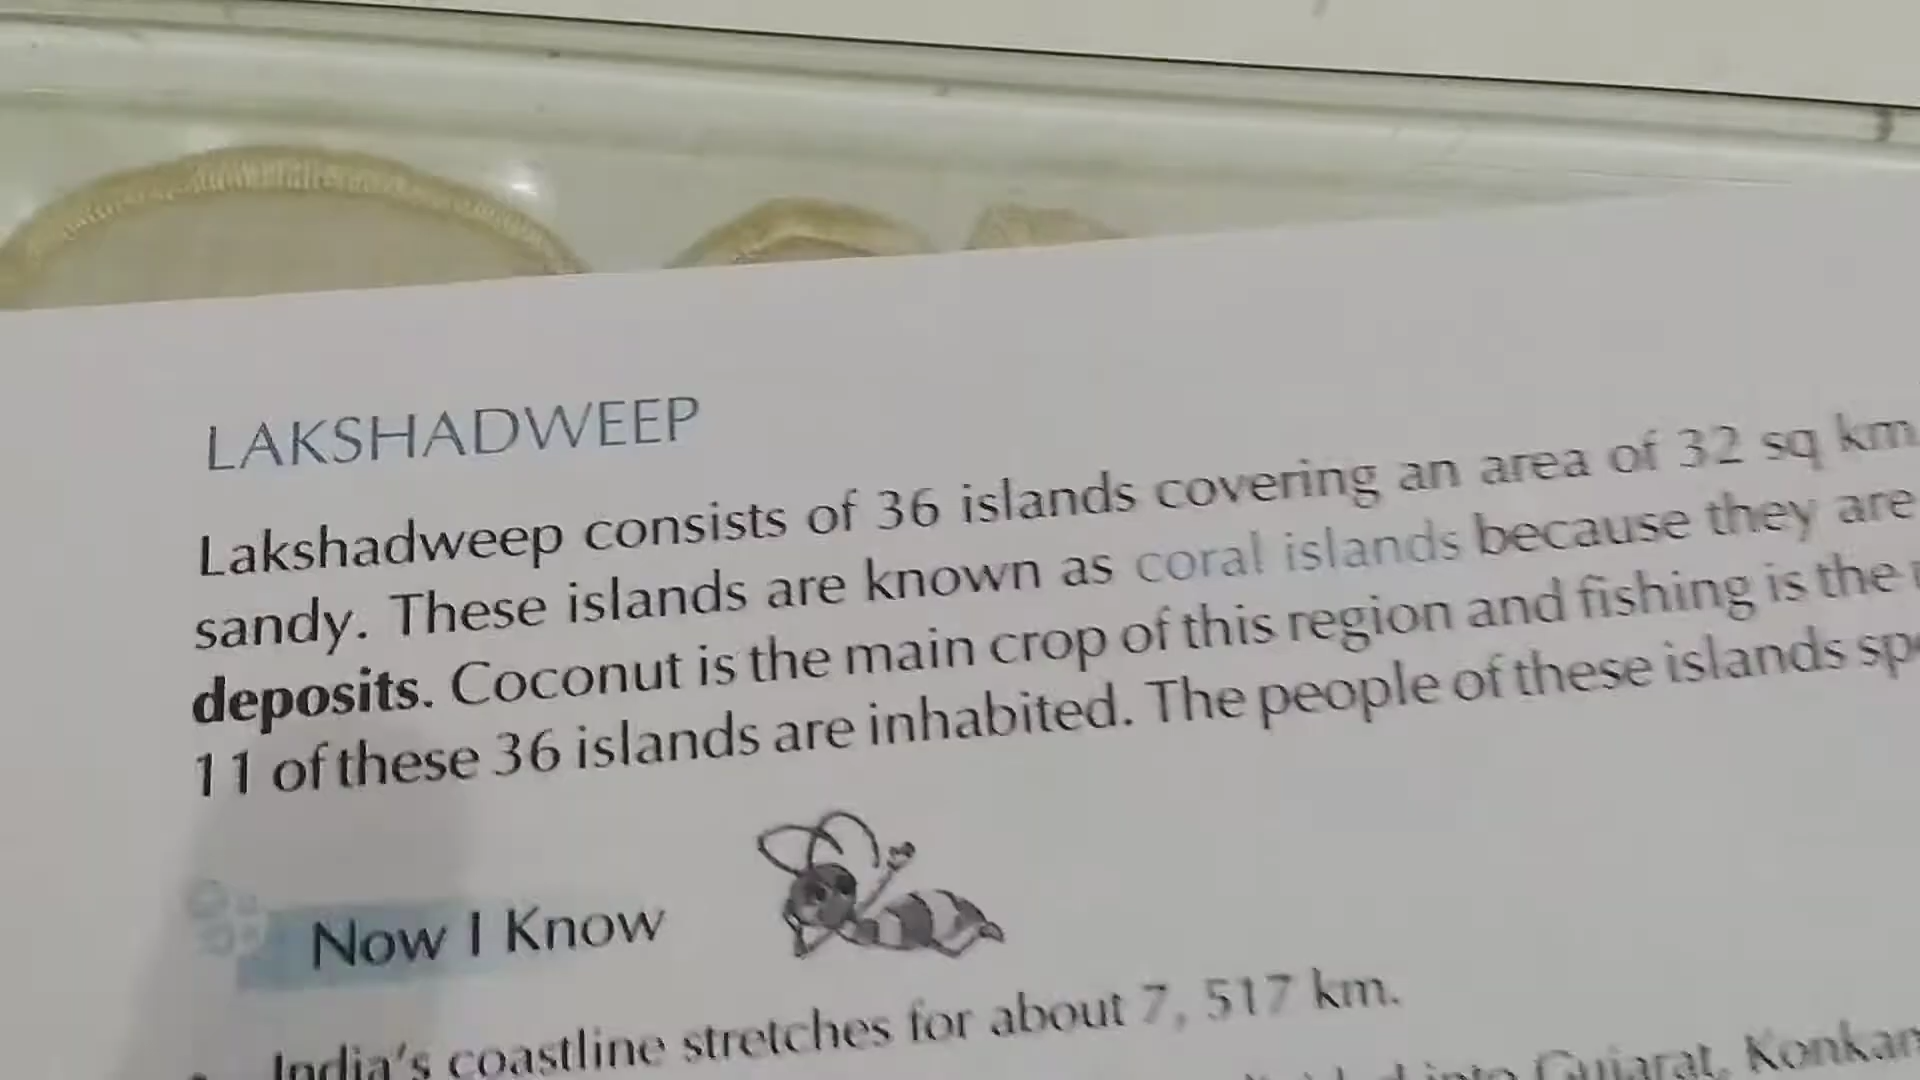 LAKSHADWEEP
Lakshadweep consists of 36 islands covering an area of 32 sq km
sandy. These islands are known as coral islands because they are
deposits. Coconut is the main crop of this region and fishing is the
11 of these 36 islands are inhabited. The people of these islands
Now I Know
India's coastline stretches for about 7, 517 km.
into Gujarat, Konkan